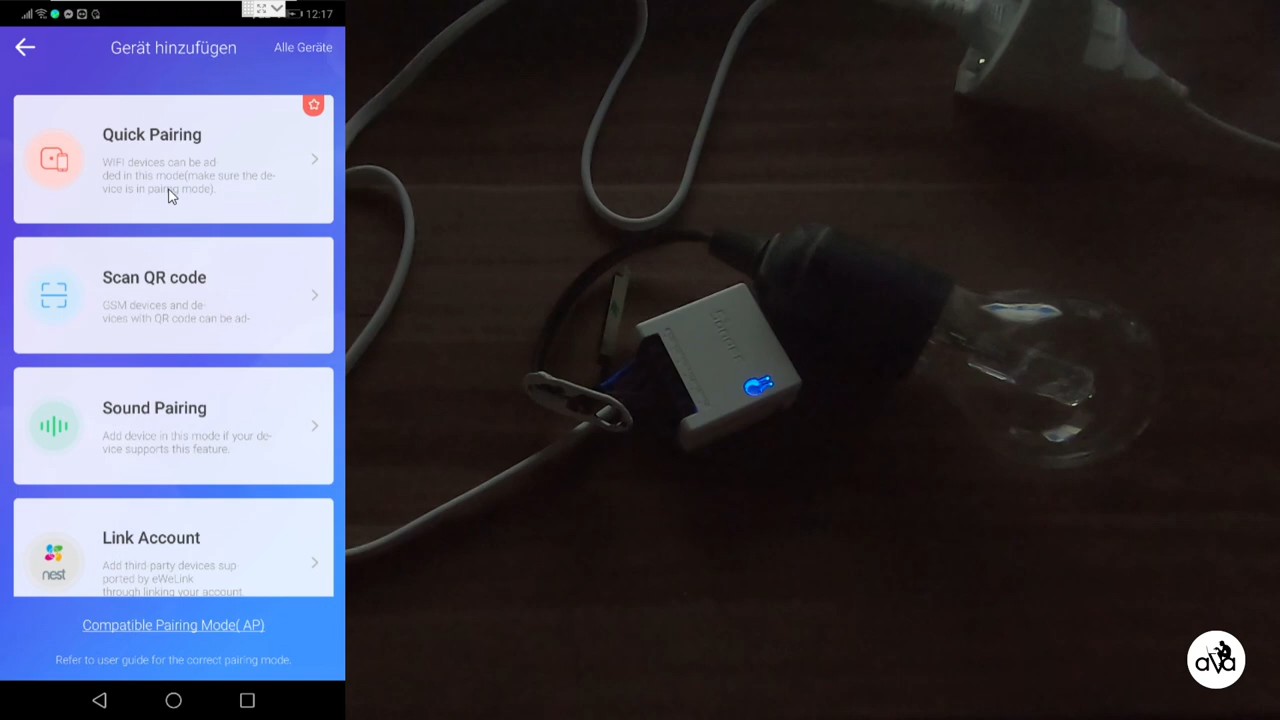 12:17
Gerät hinzufügen
Alle Geräte
Quick Pairing
WIFI devices can be ad-
ded in this mode(make sure the de-
vice is in pairing mode).
Scan QR code
GSM devices and de-
vices with QR code can be ad-
Sound Pairing
Add device in this mode if your de-
vice supports this feature.
Link Account
nest
Add third-party devices sup
ported by eWeLink
through linking your account.
Compatible Pairing Mode( AP)
Refer to user guide for the correct pairing mode.
SONOFF
ava